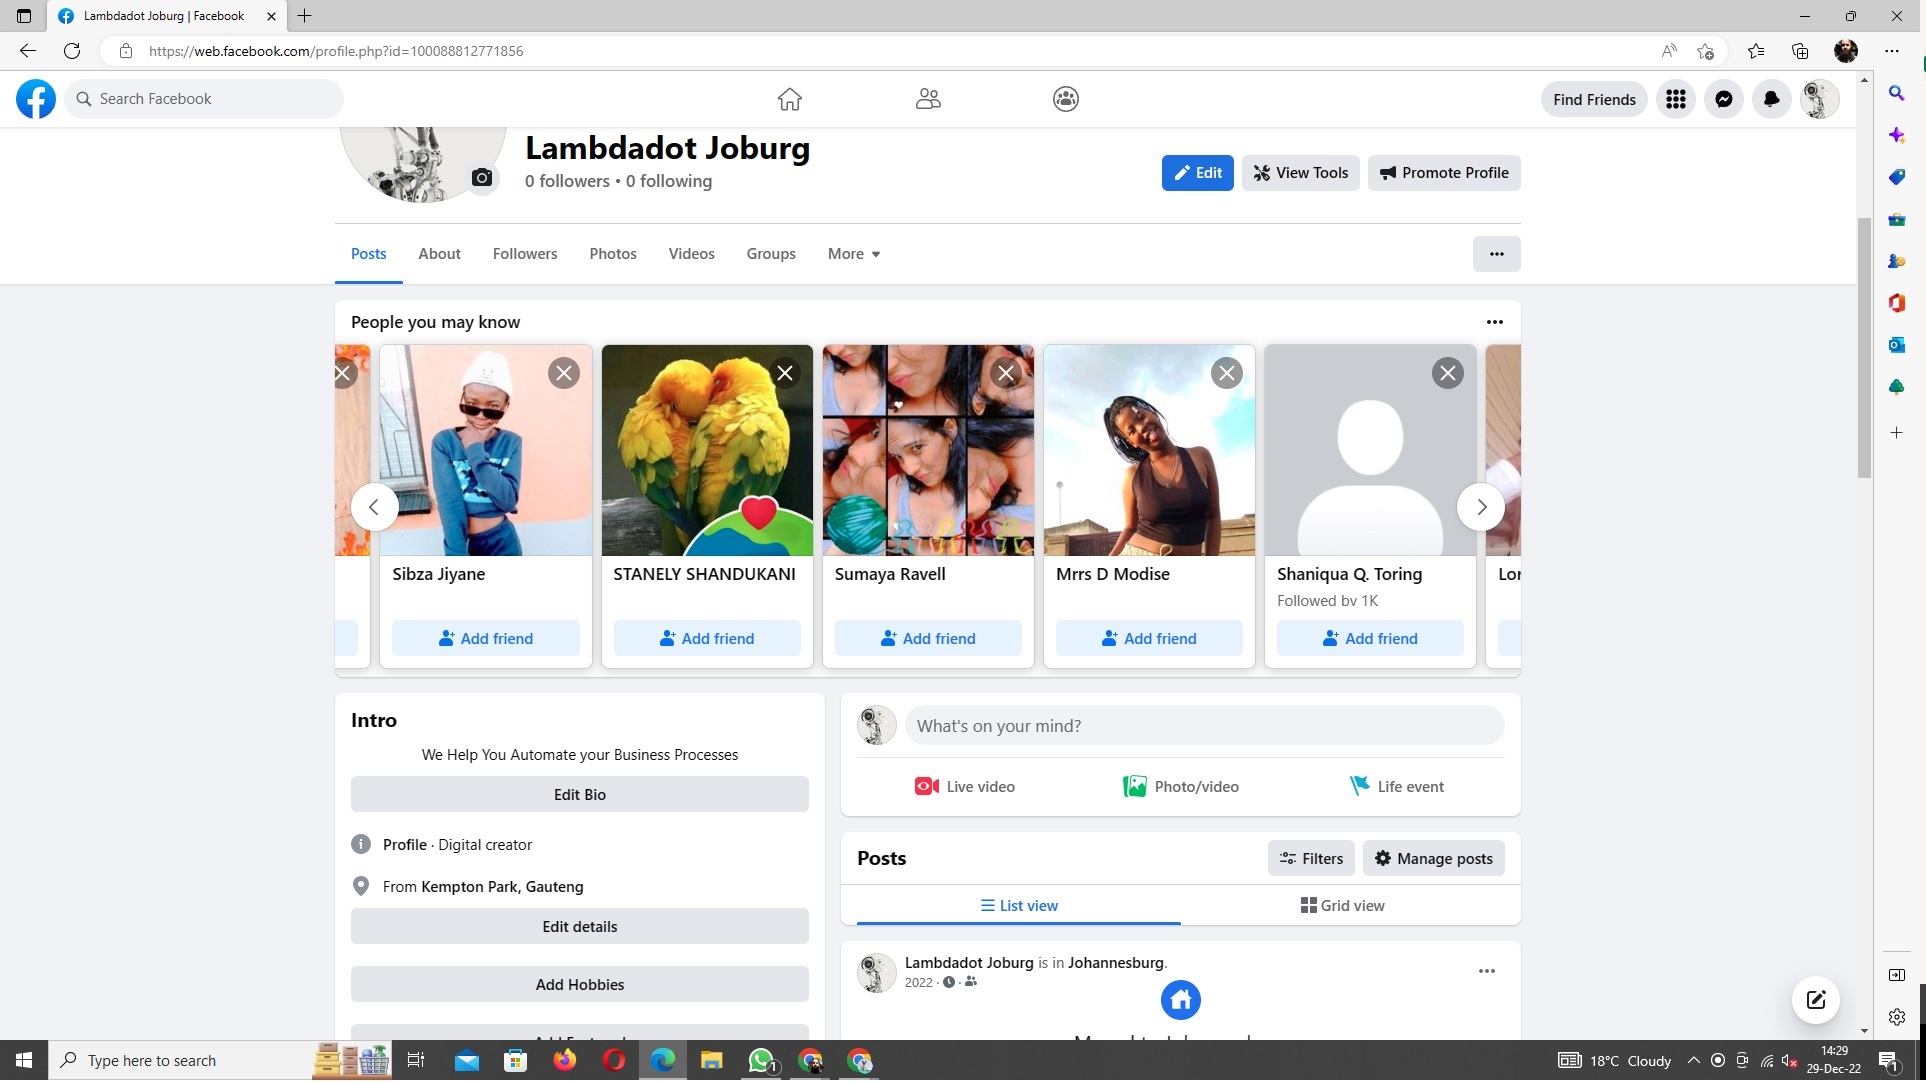 Lambdadot Joburg | Facebook
https://web.facebook.com/profile.php?id=100088812771856
Search Facebook
Find Friends
Lambdadot Joburg
0 followers • 0 following
Edit
View Tools
Promote Profile
Posts
About
Followers
Photos
Videos
Groups
More
People you may know
Sibza Jiyane
STANELY SHANDUKANI
Sumaya Ravell
Mrrs D Modise
Shaniqua Q. Toring
Lor
Followed by 1K
Add friend
Add friend
Add friend
Add friend
Add friend
Intro
We Help You Automate your Business Processes
Edit Bio
Profile · Digital creator
From Kempton Park, Gauteng
Edit details
Add Hobbies
What's on your mind?
Live video
Photo/video
Life event
Posts
Filters
Manage posts
List view
Grid view
Lambdadot Joburg is in Johannesburg.
2022
Type here to search
1
18°C Cloudy
14:29
29-Dec-22
1